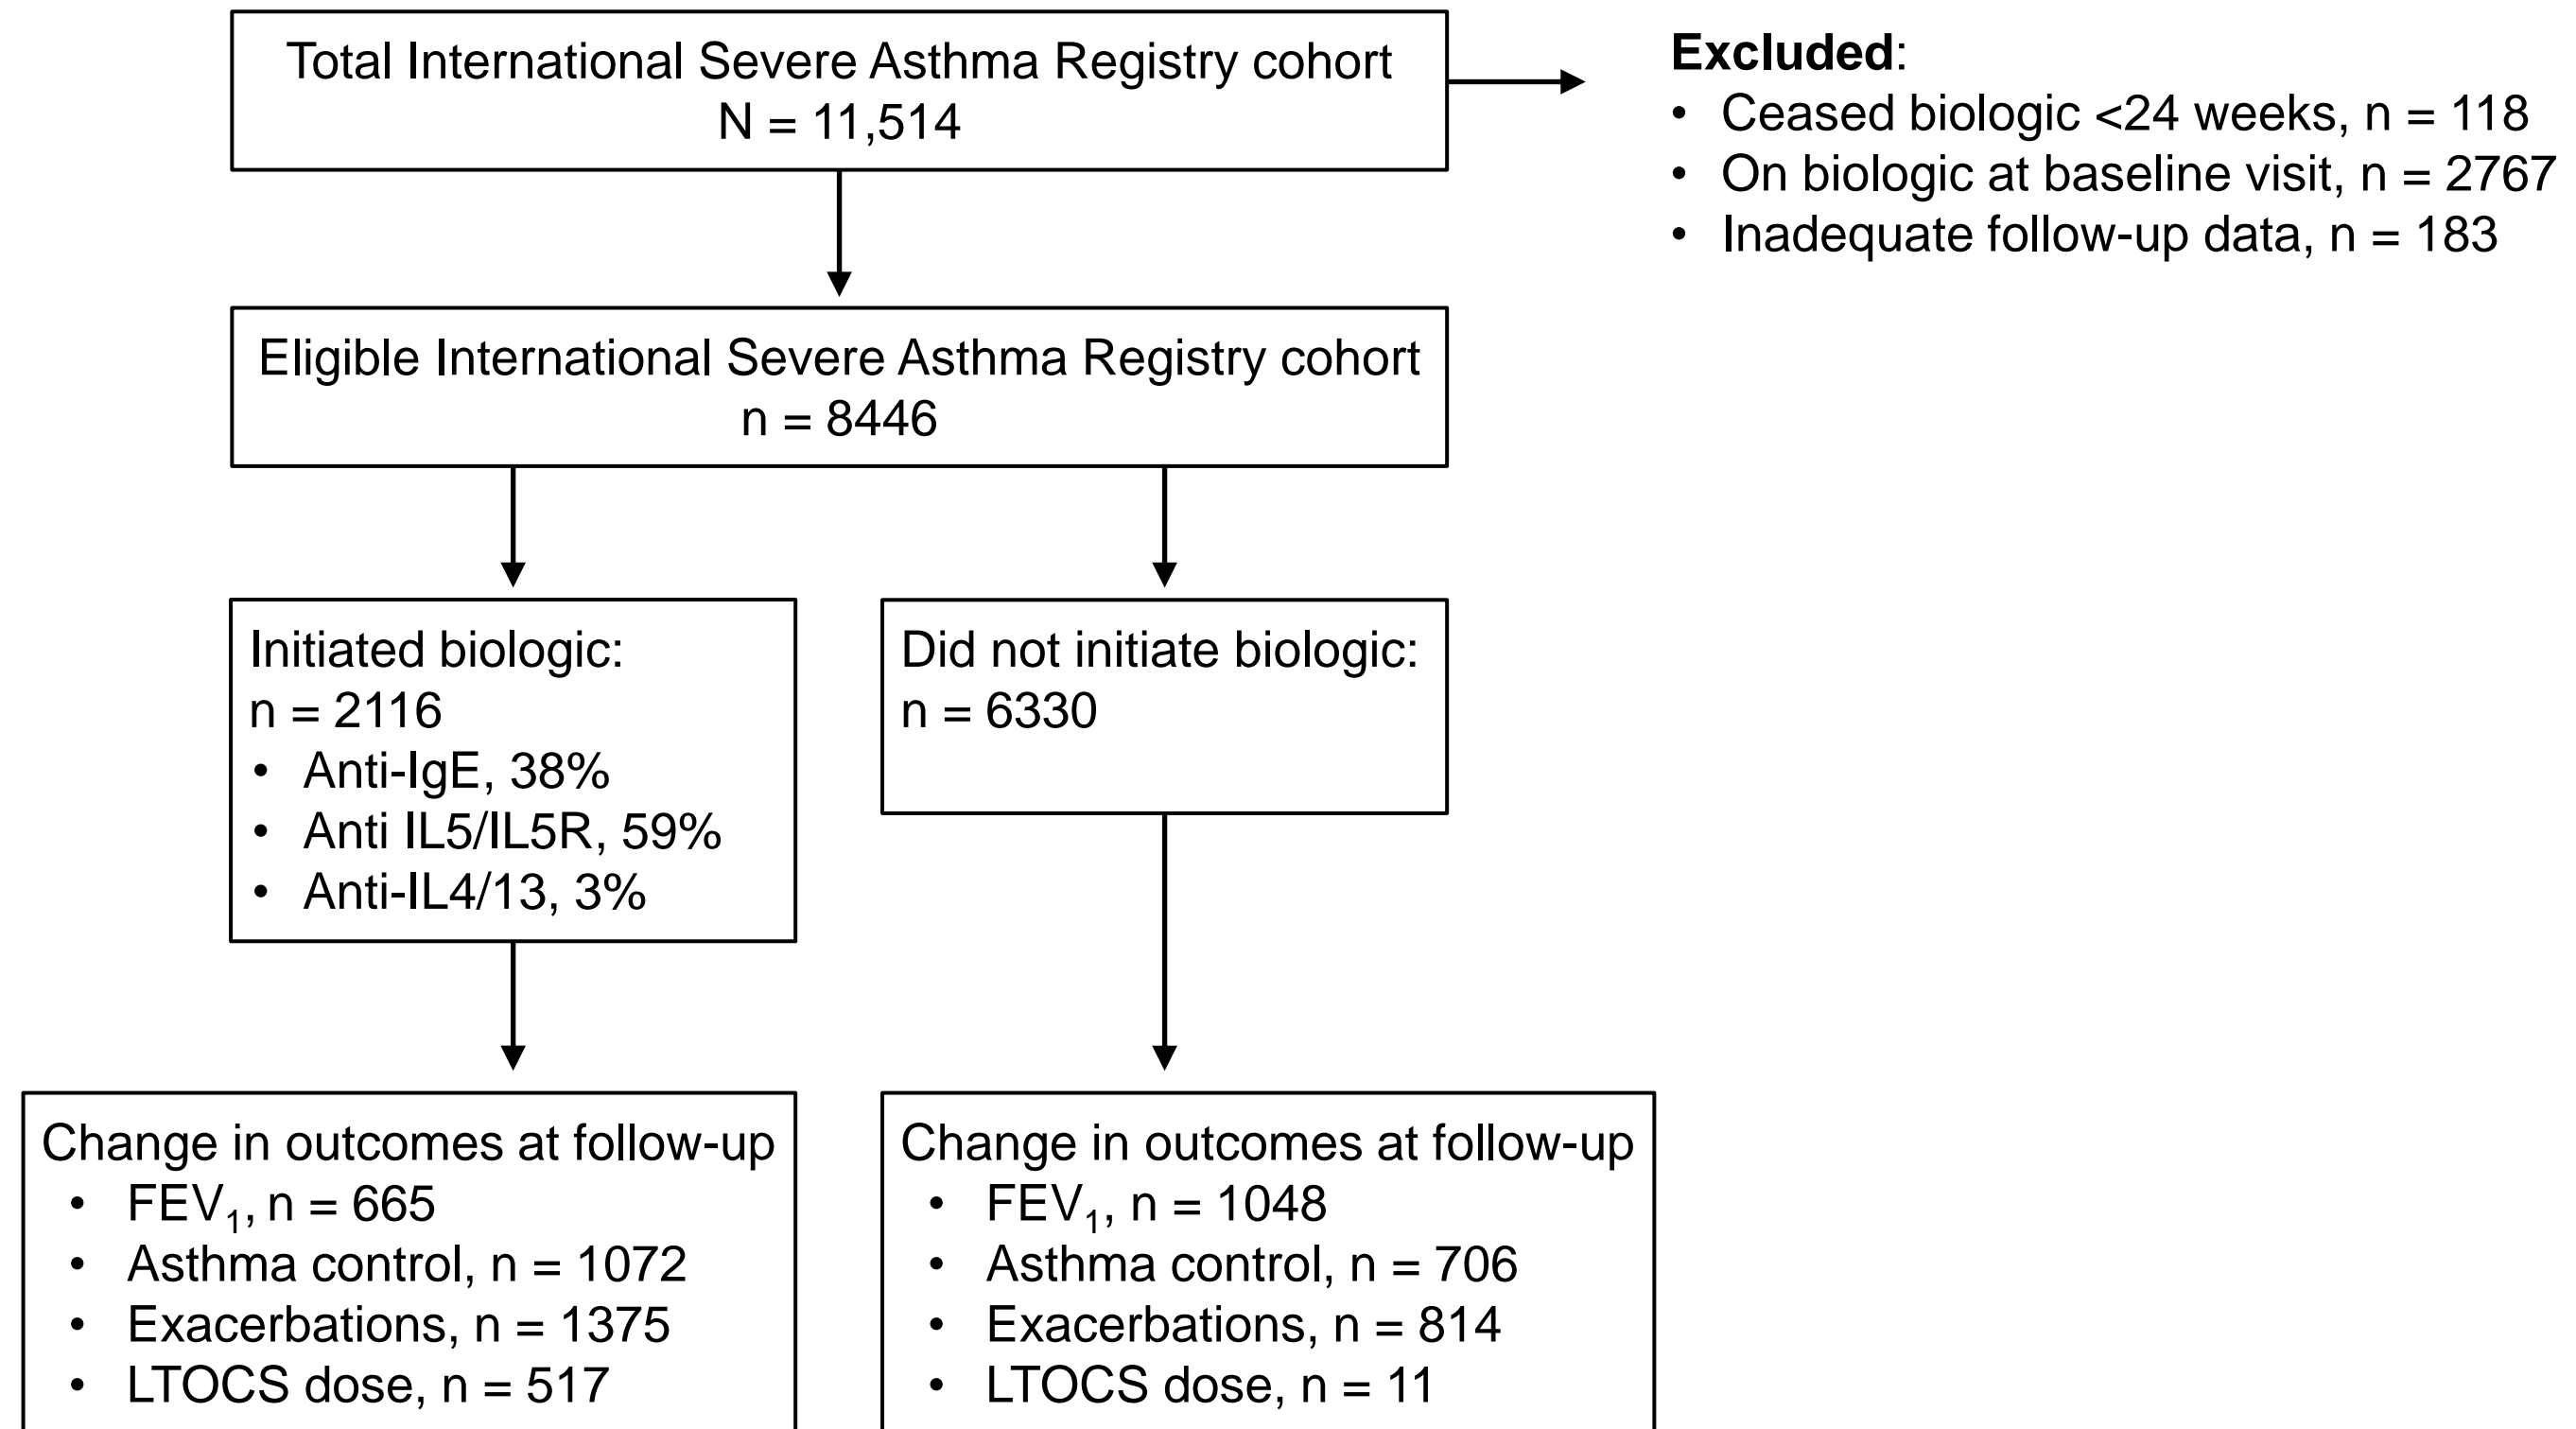 Total International Severe Asthma Registry cohort
N = 11,514
Excluded:
• Ceased biologic <24 weeks, n = 118
• On biologic at baseline visit, n = 2767
• Inadequate follow-up data, n = 183
Eligible International Severe Asthma Registry cohort
n = 8446
Initiated biologic:
n = 2116
• Anti-IgE, 38%
• Anti IL5/IL5R, 59%
• Anti-IL4/13, 3%
Did not initiate biologic:
n = 6330
Change in outcomes at follow-up
• FEV₁, n = 665
• Asthma control, n = 1072
• Exacerbations, n = 1375
• LTOCS dose, n = 517
Change in outcomes at follow-up
• FEV₁, n = 1048
• Asthma control, n = 706
• Exacerbations, n = 814
• LTOCS dose, n = 11